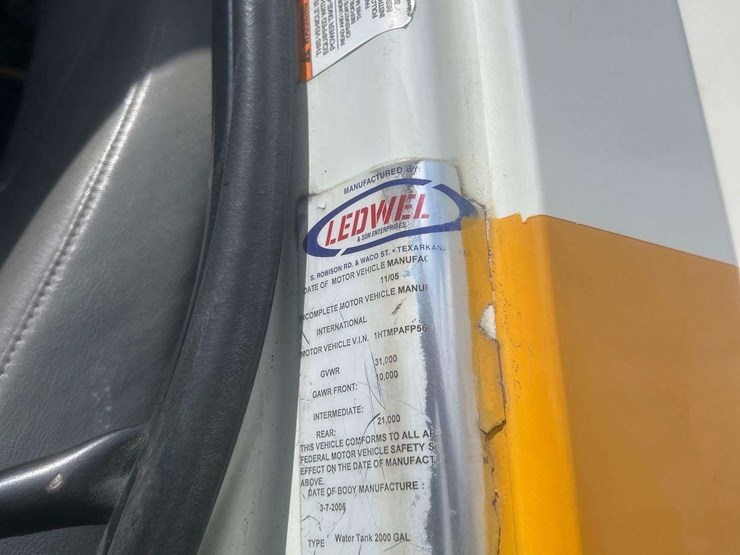 MANUFACTURED BY:
LEDWEL
& SON ENTERPRISES
S. ROBISON RD. & WACO ST. • TEXARKANA
DATE OF MOTOR VEHICLE MANUFAC
11/05
INCOMPLETE MOTOR VEHICLE MANUF
INTERNATIONAL
MOTOR VEHICLE V.I.N. 1HTMPAFP56
GVWR 31,000
GAWR FRONT: 10,000
INTERMEDIATE:
REAR: 21,000
THIS VEHICLE COMFORMS TO ALL AP
FEDERAL MOTOR VEHICLE SAFETY S
EFFECT ON THE DATE OF MANUFACT
ABOVE.
DATE OF BODY MANUFACTURE :
3-7-2006
TYPE Water Tank 2000 GAL